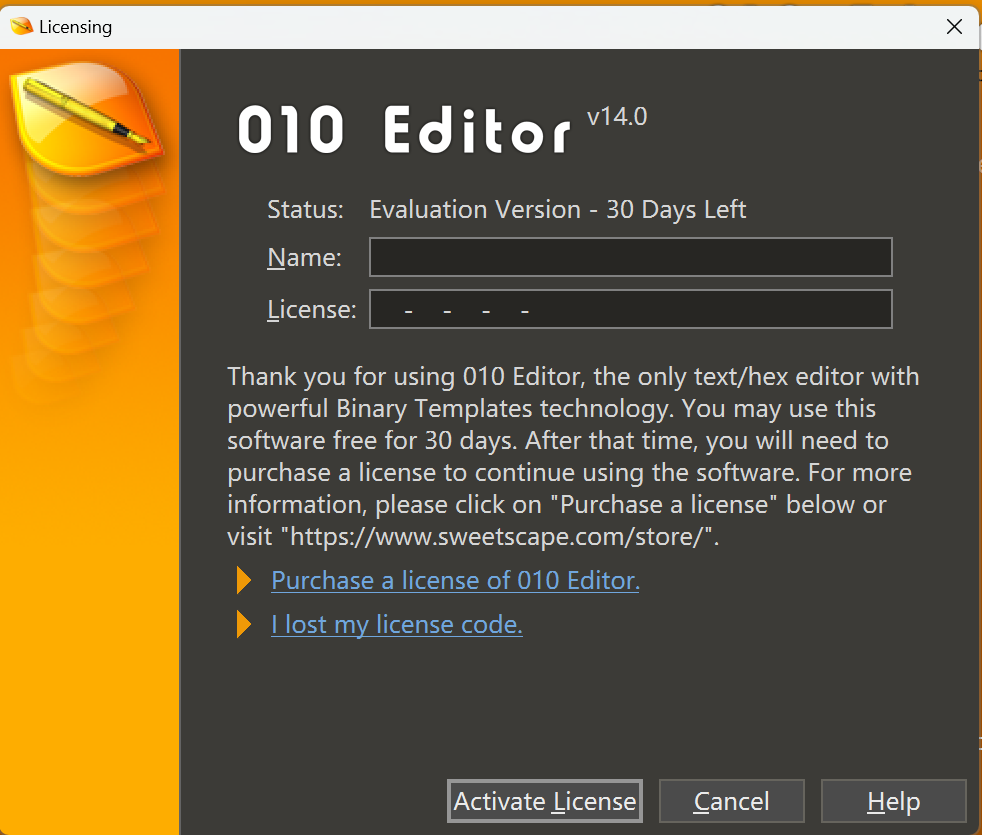 Licensing
010 Editor v14.0
Status: Evaluation Version - 30 Days Left
Name:
License: - - - -
Thank you for using 010 Editor, the only text/hex editor with
powerful Binary Templates technology. You may use this
software free for 30 days. After that time, you will need to
purchase a license to continue using the software. For more
information, please click on "Purchase a license" below or
visit "https://www.sweetscape.com/store/".
Purchase a license of 010 Editor.
I lost my license code.
Activate License Cancel Help